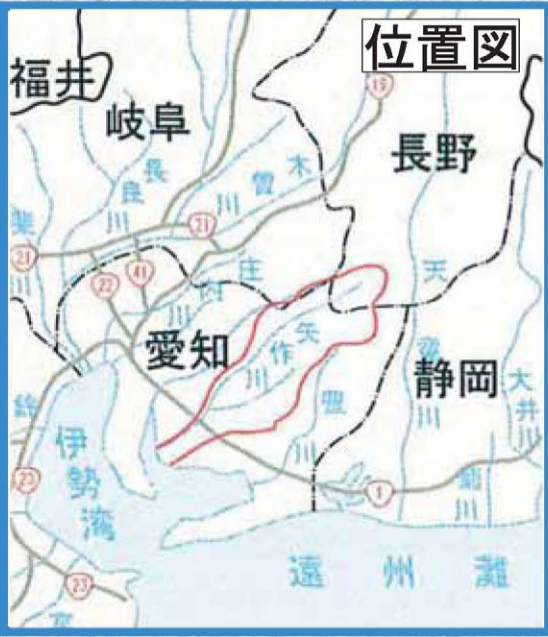 位置図
福井
岐阜
長野
愛知
静岡
19
21
21
22
41
23
23
1
長良川
木曽川
庄内川
矢作川
豊川
天竜川
大井川
菊川
鈴
伊勢湾
遠州灘